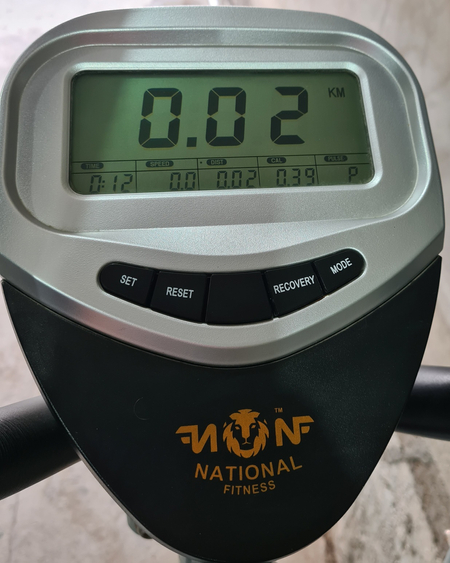 0.02 KM
TIME SPEED DIST CAL PULSE
0:12 0.0 0.02 0.39 P
SET RESET RECOVERY MODE
TM
NATIONAL
FITNESS